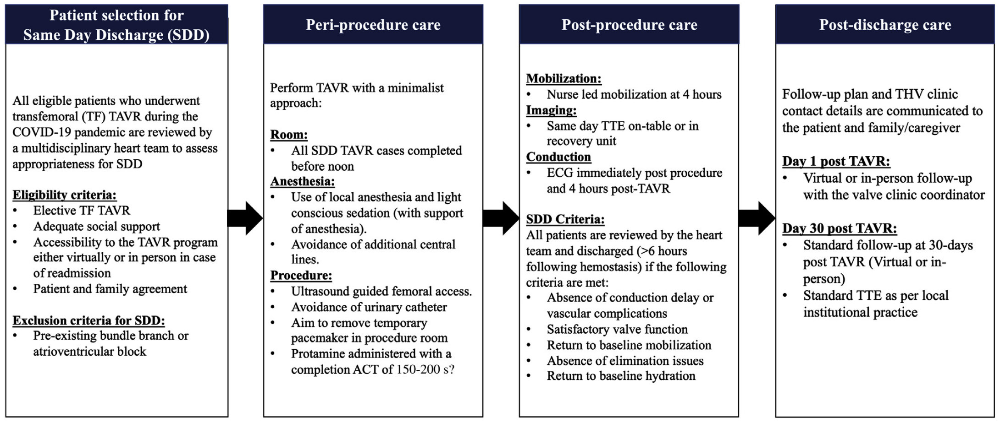 Patient selection for
Same Day Discharge (SDD)
All eligible patients who underwent
transfemoral (TF) TAVR during the
COVID-19 pandemic are reviewed by
a multidisciplinary heart team to assess
appropriateness for SDD
Eligibility criteria:
• Elective TF TAVR
• Adequate social support
• Accessibility to the TAVR program
either virtually or in person in case
of readmission
• Patient and family agreement
Exclusion criteria for SDD:
• Pre-existing bundle branch or
atrioventricular block
Peri-procedure care
Perform TAVR with a minimalist
approach:
Room:
• All SDD TAVR cases completed
before noon
Anesthesia:
• Use of local anesthesia and light
conscious sedation (with support
of anesthesia).
• Avoidance of additional central
lines.
Procedure:
• Ultrasound guided femoral access.
• Avoidance of urinary catheter
• Aim to remove temporary
pacemaker in procedure room
• Protamine administered with a
completion ACT of 150-200 s?
Post-procedure care
Mobilization:
• Nurse led mobilization at 4 hours
Imaging:
• Same day TTE on-table or in
recovery unit
Conduction
• ECG immediately post procedure
and 4 hours post-TAVR
SDD Criteria:
All patients are reviewed by the heart
team and discharged (>6 hours
following hemostasis) if the following
criteria are met:
• Absence of conduction delay or
vascular complications
• Satisfactory valve function
• Return to baseline mobilization
• Absence of elimination issues
• Return to baseline hydration
Post-discharge care
Follow-up plan and THV clinic
contact details are communicated to
the patient and family/caregiver
Day 1 post TAVR:
• Virtual or in-person follow-up
with the valve clinic coordinator
Day 30 post TAVR:
• Standard follow-up at 30-days
post TAVR (Virtual or in-
person)
• Standard TTE as per local
institutional practice